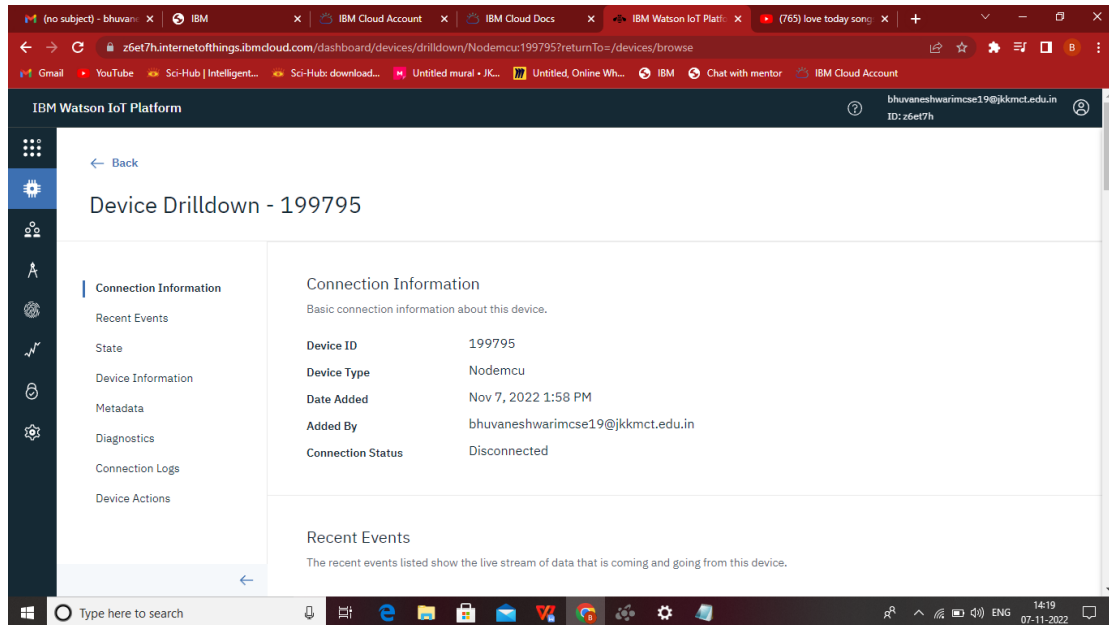 (no subject) - bhuvane
IBM
IBM Cloud Account
IBM Cloud Docs
IBM Watson IoT Platfo
(765) love today song
z6et7h.internetofthings.ibmcloud.com/dashboard/devices/drilldown/Nodemcu:199795?returnTo=/devices/browse
B
Gmail
YouTube
Sci-Hub | Intelligent...
Sci-Hub: download...
Untitled mural • JK...
Untitled, Online Wh...
IBM
Chat with mentor
IBM Cloud Account
IBM Watson IoT Platform
bhuvaneshwarimcse19@jkkmct.edu.in
ID: z6et7h
← Back
Device Drilldown - 199795
Connection Information
Recent Events
State
Device Information
Metadata
Diagnostics
Connection Logs
Device Actions
Connection Information
Basic connection information about this device.
Device ID 199795
Device Type Nodemcu
Date Added Nov 7, 2022 1:58 PM
Added By bhuvaneshwarimcse19@jkkmct.edu.in
Connection Status Disconnected
Recent Events
The recent events listed show the live stream of data that is coming and going from this device.
Type here to search
ENG
14:19
07-11-2022